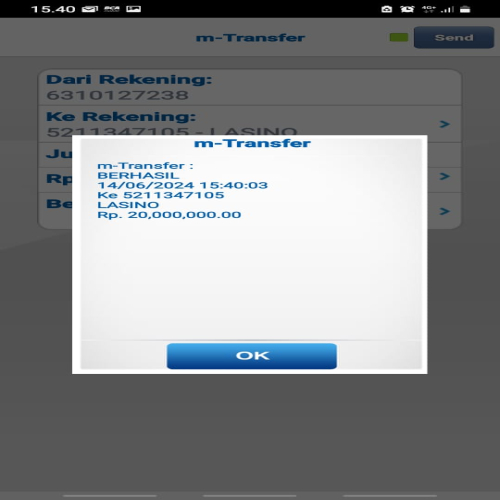 15.40
m-Transfer
Send
Dari Rekening:
6310127238
Ke Rekening:
5211347105 - LASINO
Ju
Rp
Be
m-Transfer
m-Transfer :
BERHASIL
14/06/2024 15:40:03
Ke 5211347105
LASINO
Rp. 20,000,000.00
OK